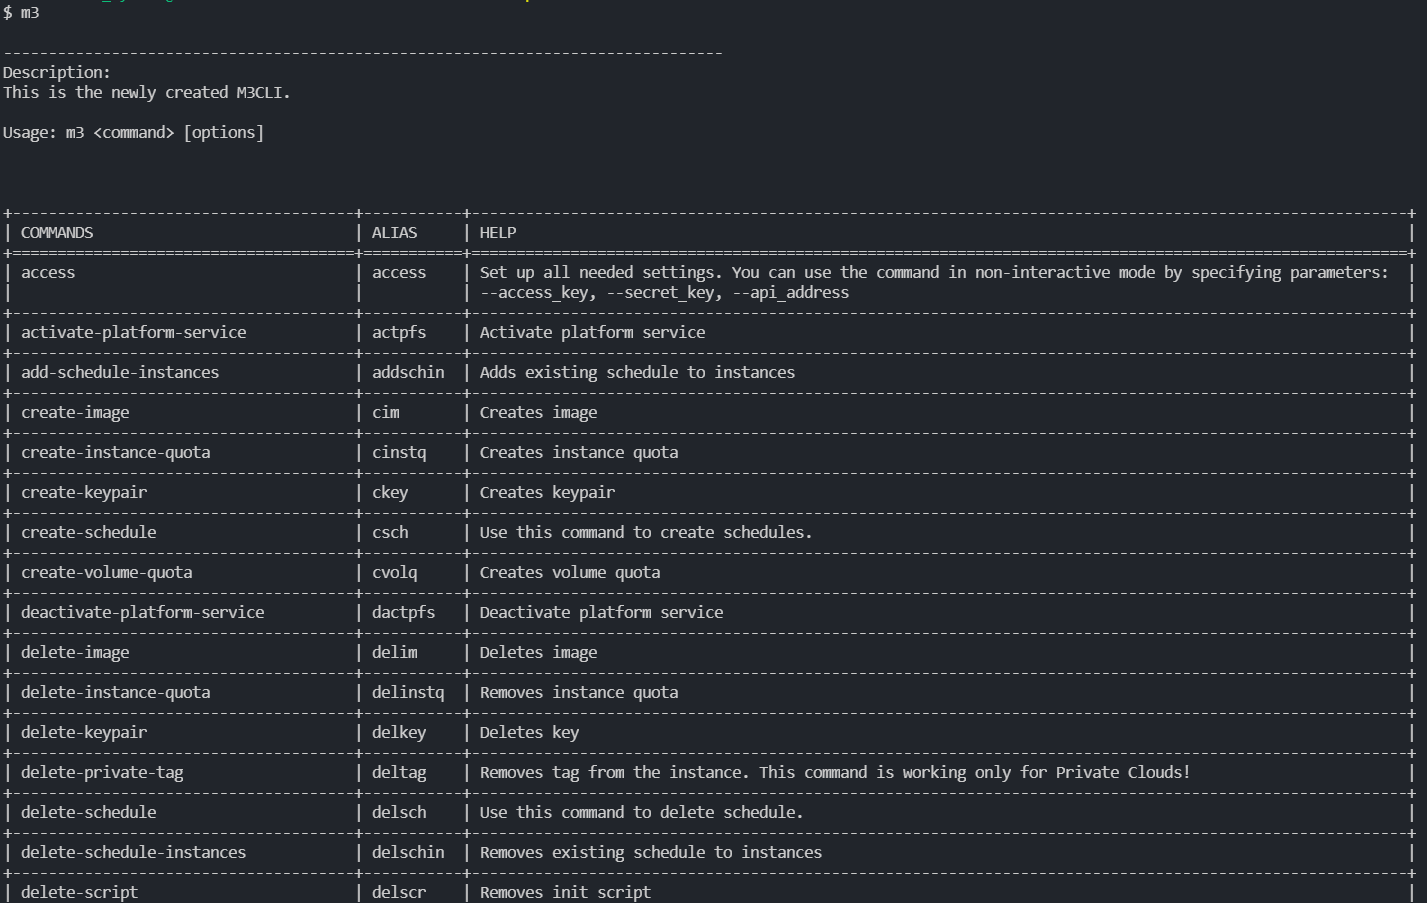 $ m3
--------------------------------------------------------------------------------
Description:
This is the newly created M3CLI.
Usage: m3 <command> [options]
| COMMANDS | ALIAS | HELP |
| access | access | Set up all needed settings. You can use the command in non-interactive mode by specifying parameters: |
| | | --access_key, --secret_key, --api_address |
| activate-platform-service | actpfs | Activate platform service |
| add-schedule-instances | addschin | Adds existing schedule to instances |
| create-image | cim | Creates image |
| create-instance-quota | cinstq | Creates instance quota |
| create-keypair | ckey | Creates keypair |
| create-schedule | csch | Use this command to create schedules. |
| create-volume-quota | cvolq | Creates volume quota |
| deactivate-platform-service | dactpfs | Deactivate platform service |
| delete-image | delim | Deletes image |
| delete-instance-quota | delinstq | Removes instance quota |
| delete-keypair | delkey | Deletes key |
| delete-private-tag | deltag | Removes tag from the instance. This command is working only for Private Clouds! |
| delete-schedule | delsch | Use this command to delete schedule. |
| delete-schedule-instances | delschin | Removes existing schedule to instances |
| delete-script | delscr | Removes init script |